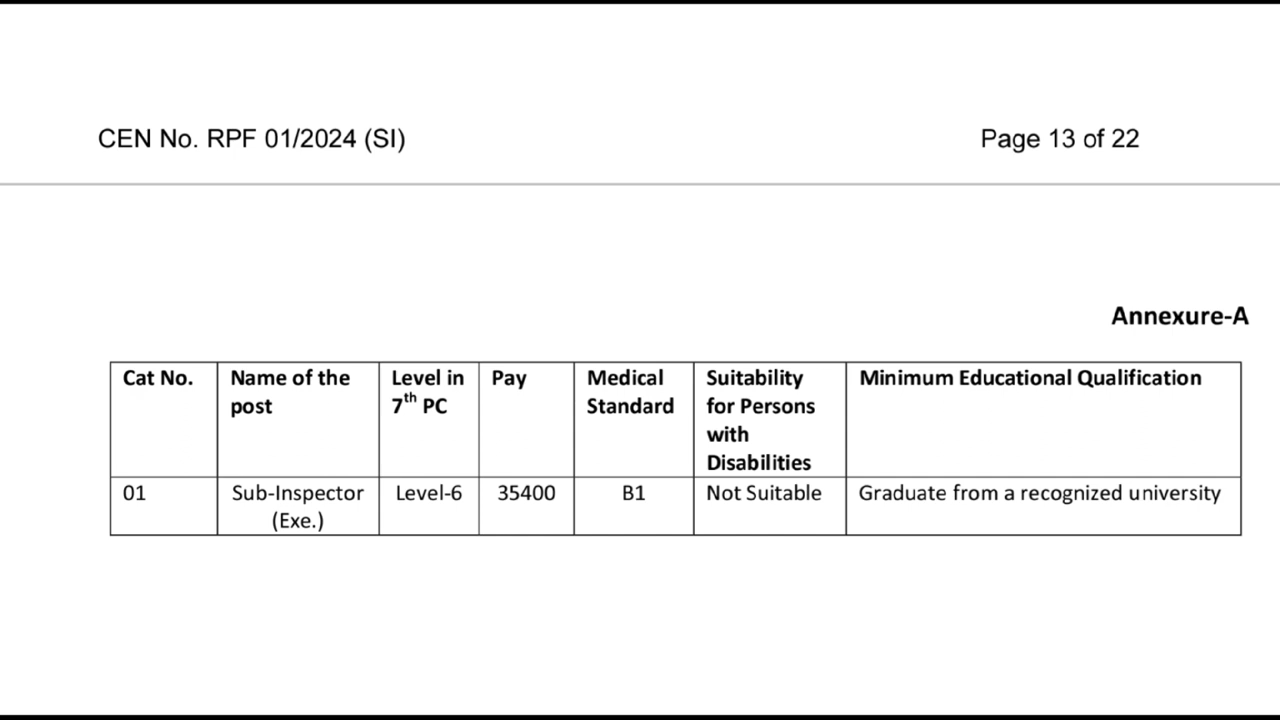 CEN No. RPF 01/2024 (SI) Page 13 of 22
Annexure-A
Cat No. Name of the post Level in 7th PC Pay Medical Standard Suitability for Persons with Disabilities Minimum Educational Qualification
01 Sub-Inspector (Exe.) Level-6 35400 B1 Not Suitable Graduate from a recognized university